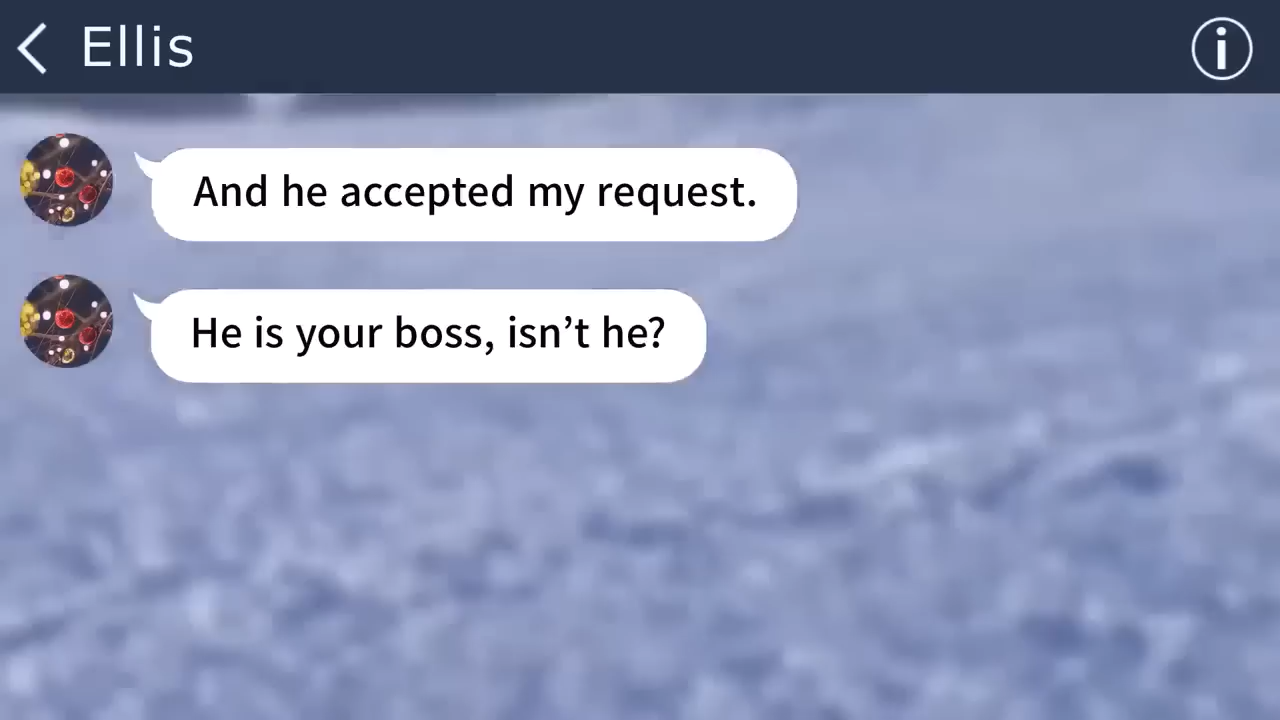 Ellis
And he accepted my request.
He is your boss, isn’t he?